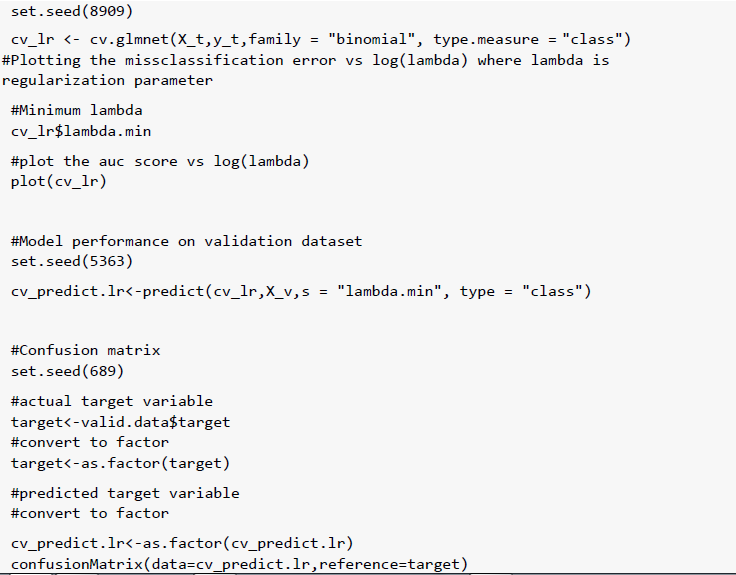 set.seed(8909)
cv_lr <- cv.glmnet(X_t,y_t,family = "binomial", type.measure = "class")
#Plotting the missclassification error vs log(lambda) where lambda is
regularization parameter
#Minimum lambda
cv_lr$lambda.min
#plot the auc score vs log(lambda)
plot(cv_lr)
#Model performance on validation dataset
set.seed(5363)
cv_predict.lr<-predict(cv_lr,X_v,s = "lambda.min", type = "class")
#Confusion matrix
set.seed(689)
#actual target variable
target<-valid.data$target
#convert to factor
target<-as.factor(target)
#predicted target variable
#convert to factor
cv_predict.lr<-as.factor(cv_predict.lr)
confusionMatrix(data=cv_predict.lr,reference=target)